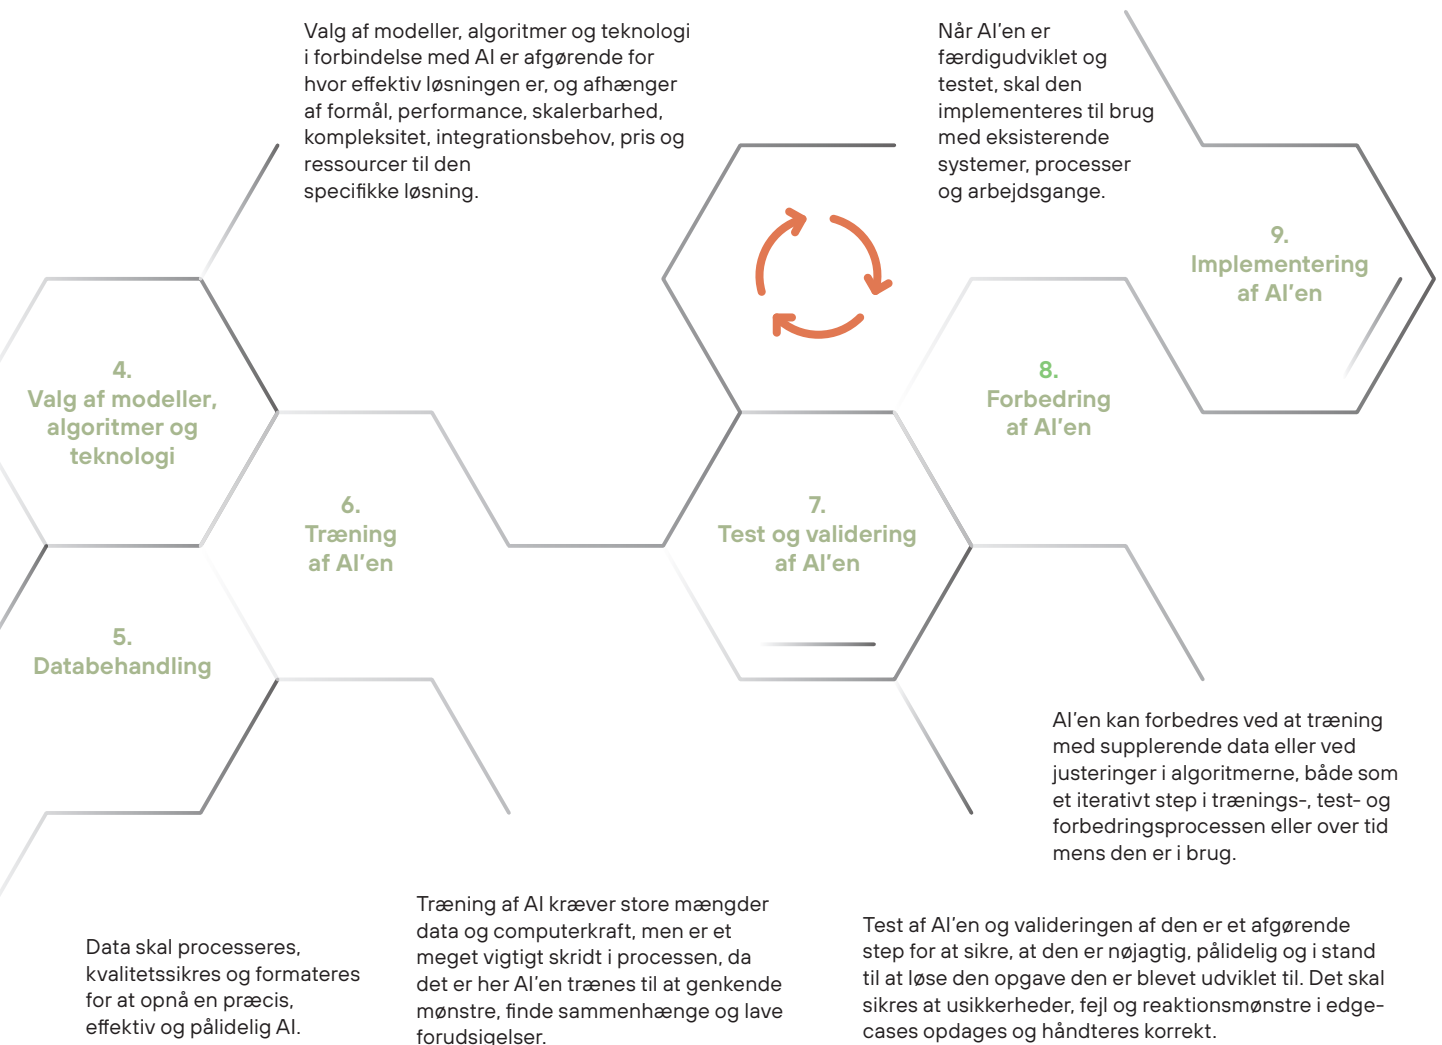 Valg af modeller, algoritmer og teknologi
i forbindelse med AI er afgørende for
hvor effektiv løsningen er, og afhænger
af formål, performance, skalerbarhed,
kompleksitet, integrationsbehov, pris og
ressourcer til den
specifikke løsning.
Når AI’en er
færdigudviklet og
testet, skal den
implementeres til brug
med eksisterende
systemer, processer
og arbejdsgange.
4.
Valg af modeller,
algoritmer og
teknologi
5.
Databehandling
6.
Træning
af AI’en
7.
Test og validering
af AI’en
8.
Forbedring
af AI’en
9.
Implementering
af AI’en
AI’en kan forbedres ved at træning
med supplerende data eller ved
justeringer i algoritmerne, både som
et iterativt step i trænings-, test- og
forbedringsprocessen eller over tid
mens den er i brug.
Data skal processeres,
kvalitetssikres og formateres
for at opnå en præcis,
effektiv og pålidelig AI.
Træning af AI kræver store mængder
data og computerkraft, men er et
meget vigtigt skridt i processen, da
det er her AI’en trænes til at genkende
mønstre, finde sammenhænge og lave
forudsigelser.
Test af AI’en og valideringen af den er et afgørende
step for at sikre, at den er nøjagtig, pålidelig og i stand
til at løse den opgave den er blevet udviklet til. Det skal
sikres at usikkerheder, fejl og reaktionsmønstre i edge-
cases opdages og håndteres korrekt.